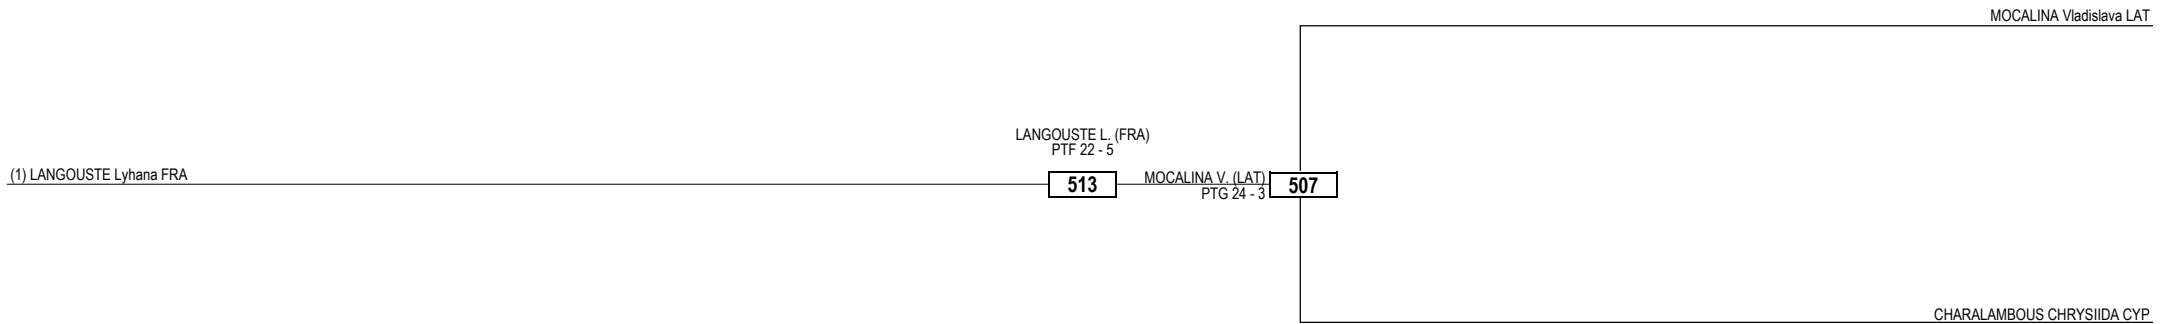 MOCALINA Vladislava LAT
LANGOUSTE L. (FRA)
PTF 22 - 5
(1) LANGOUSTE Lyhana FRA
513
MOCALINA V. (LAT)
PTG 24 - 3
507
CHARALAMBOUS CHRYSIIDA CYP